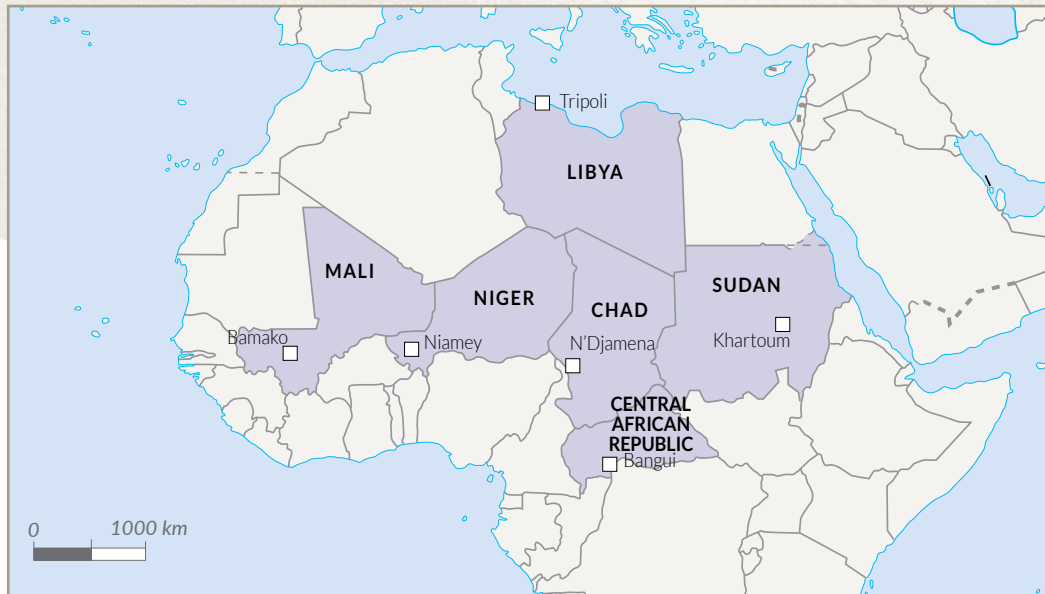 Tripoli
LIBYA
MALI
NIGER
SUDAN
CHAD
Bamako
Niamey
N'Djamena
Khartoum
CENTRAL
AFRICAN
REPUBLIC
Bangui
0 1000 km